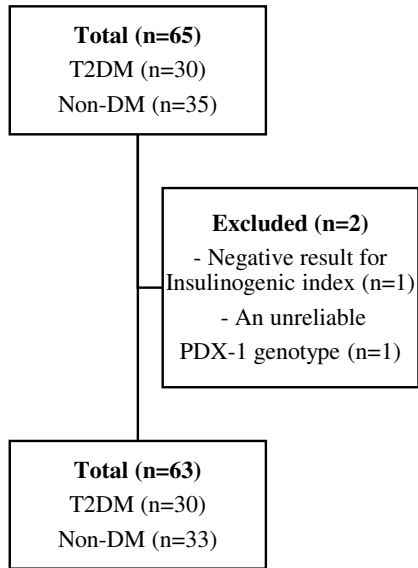 Total (n=65)
T2DM (n=30)
Non-DM (n=35)
Excluded (n=2)
- Negative result for
Insulinogenic index (n=1)
- An unreliable
PDX-1 genotype (n=1)
Total (n=63)
T2DM (n=30)
Non-DM (n=33)